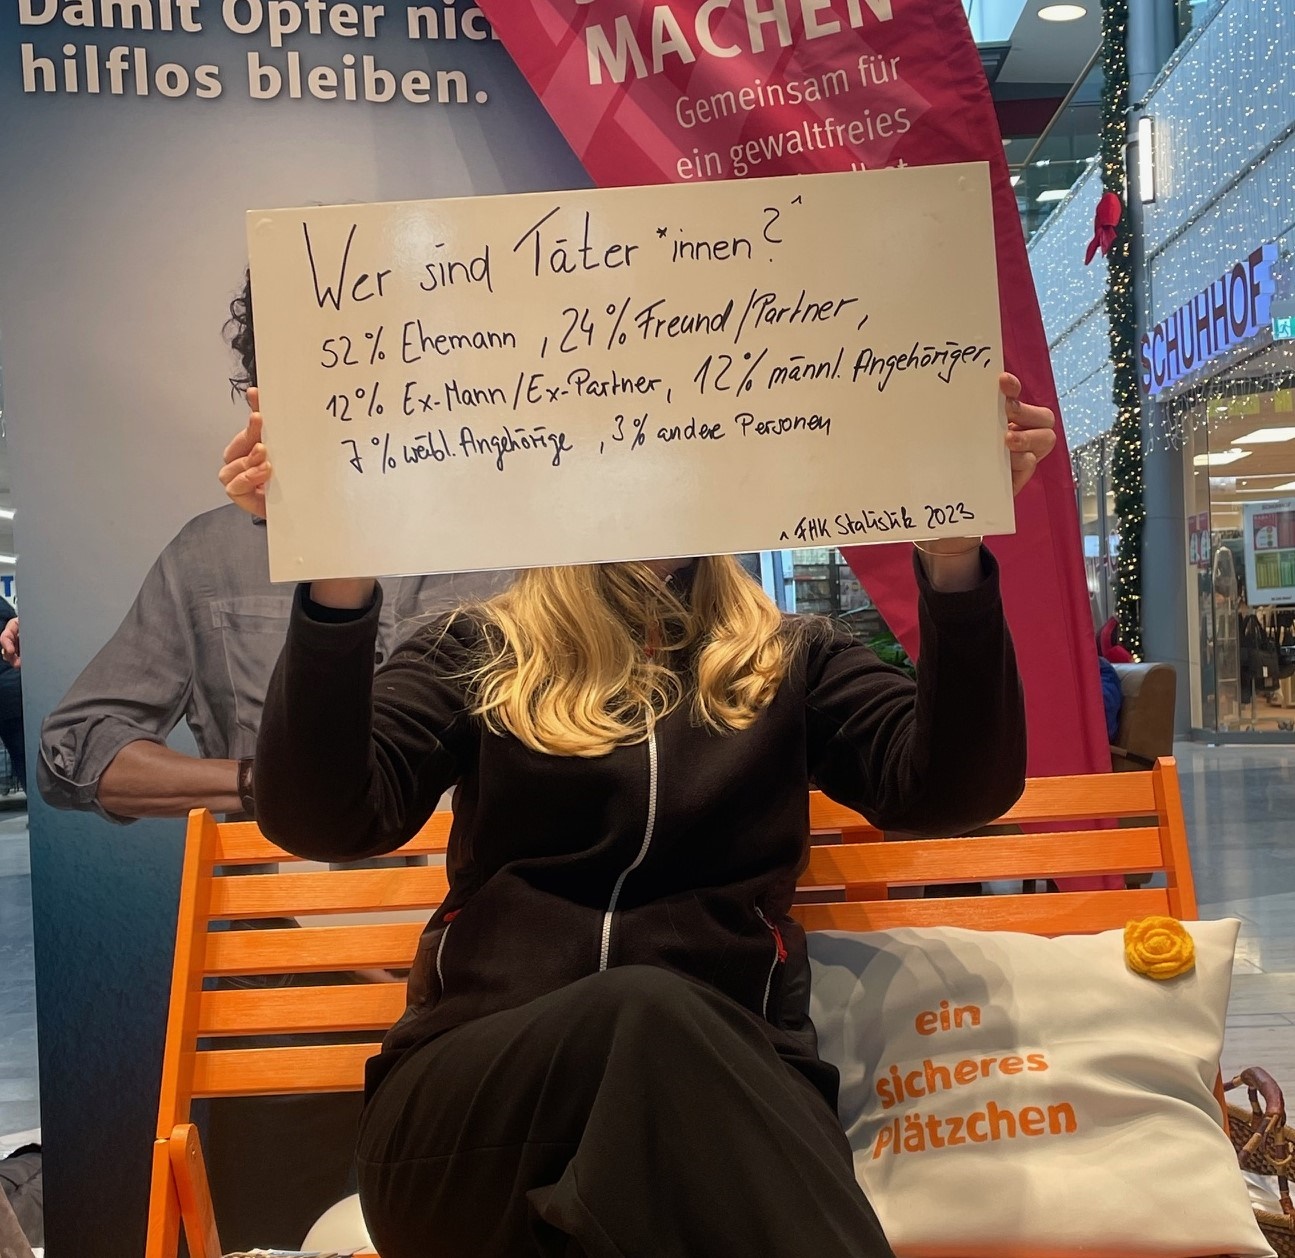 Damit Opfer nic
hilflos bleiben.
MACHEN
Gemeinsam für
ein gewaltfreies
Wer sind Täter*innen?¹
52% Ehemann, 24% Freund/Partner,
12% Ex-Mann/Ex-Partner, 12% männl. Angehöriger,
7% weibl. Angehörige, 3% andere Personen
¹ FHK Statistik 2023
SCHUHHOF
ein
sicheres
plätzchen